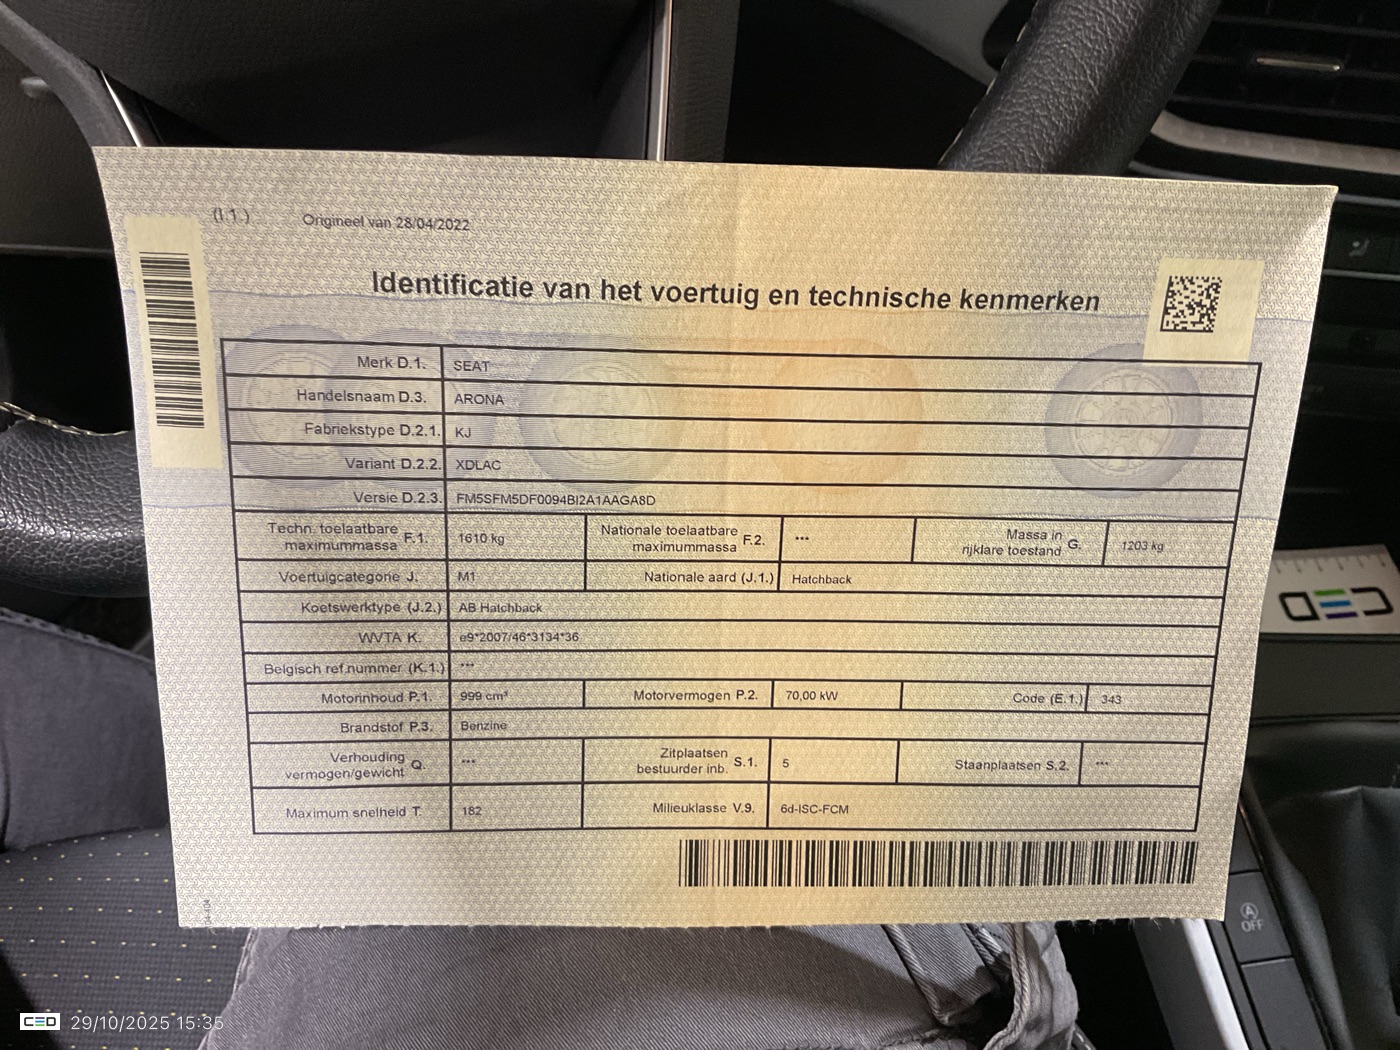 (I.1.) Origineel van 28/04/2022
Identificatie van het voertuig en technische kenmerken
Merk D.1. SEAT
Handelsnaam D.3. ARONA
Fabriekstype D.2.1. KJ
Variant D.2.2. XDLAC
Versie D.2.3. FM5SFM5DF0094BI2A1AAGA8D
Techn. toelaatbare maximummassa F.1. 1610 kg Nationale toelaatbare maximummassa F.2. *** Massa in rijklare toestand G. 1203 kg
Voertuigcategorie J. M1 Nationale aard (J.1.) Hatchback
Koetswerktype (J.2.) AB Hatchback
WVTA K. e9*2007/46*3134*36
Belgisch ref.nummer (K.1.) ***
Motorinhoud P.1. 999 cm³ Motorvermogen P.2. 70,00 kW Code (E.1.) 343
Brandstof P.3. Benzine
Verhouding vermogen/gewicht Q. *** Zitplaatsen bestuurder inb. S.1. 5 Staanplaatsen S.2. ***
Maximum snelheid T. 182 Milieuklasse V.9. 6d-ISC-FCM
CED
A
OFF
CED 29/10/2025 15:35